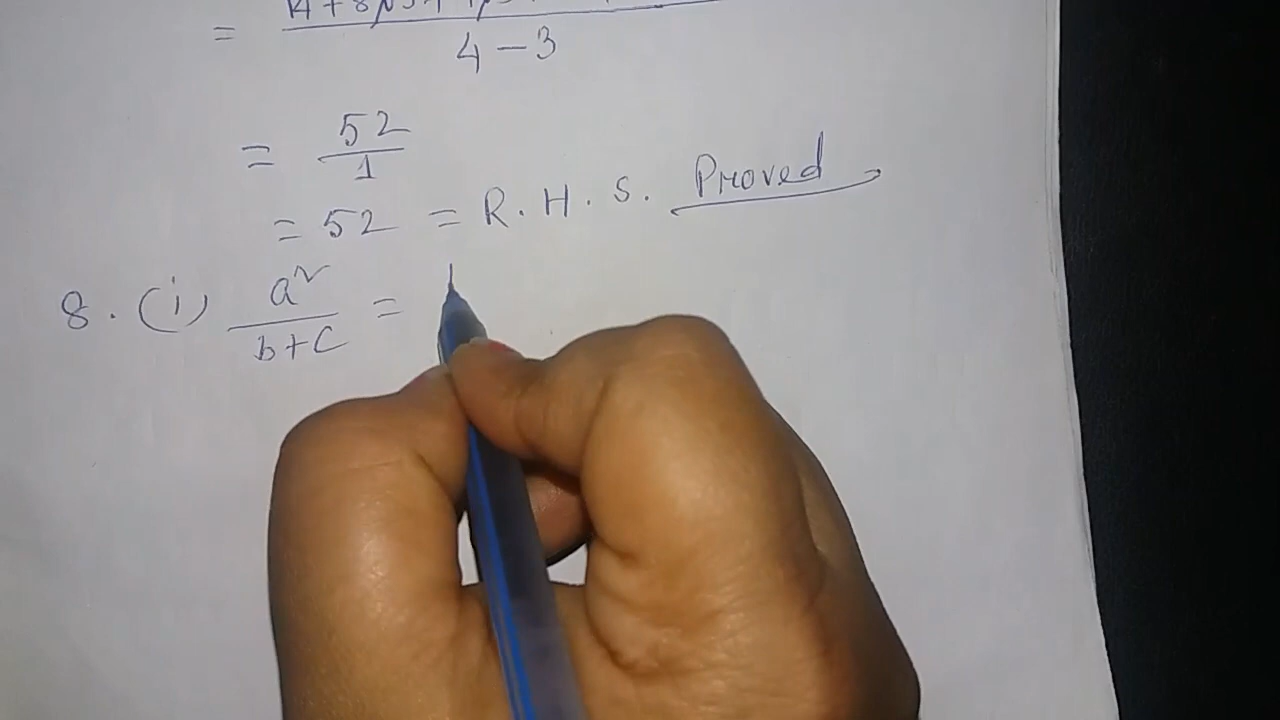 =
4 - 3
= 52/1
= 52 = R.H.S. Proved
8. (i) a²/(b+c) =